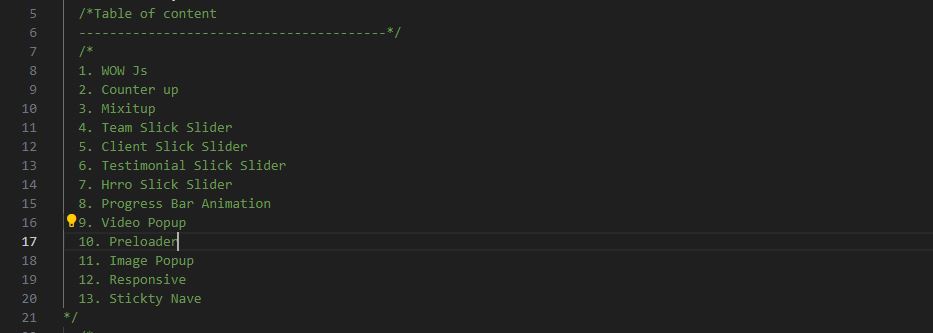 5 /*Table of content
6 ----------------------------------------*/
7 /*
8 1. WOW Js
9 2. Counter up
10 3. Mixitup
11 4. Team Slick Slider
12 5. Client Slick Slider
13 6. Testimonial Slick Slider
14 7. Hrro Slick Slider
15 8. Progress Bar Animation
16 9. Video Popup
17 10. Preloader
18 11. Image Popup
19 12. Responsive
20 13. Stickty Nave
21 */